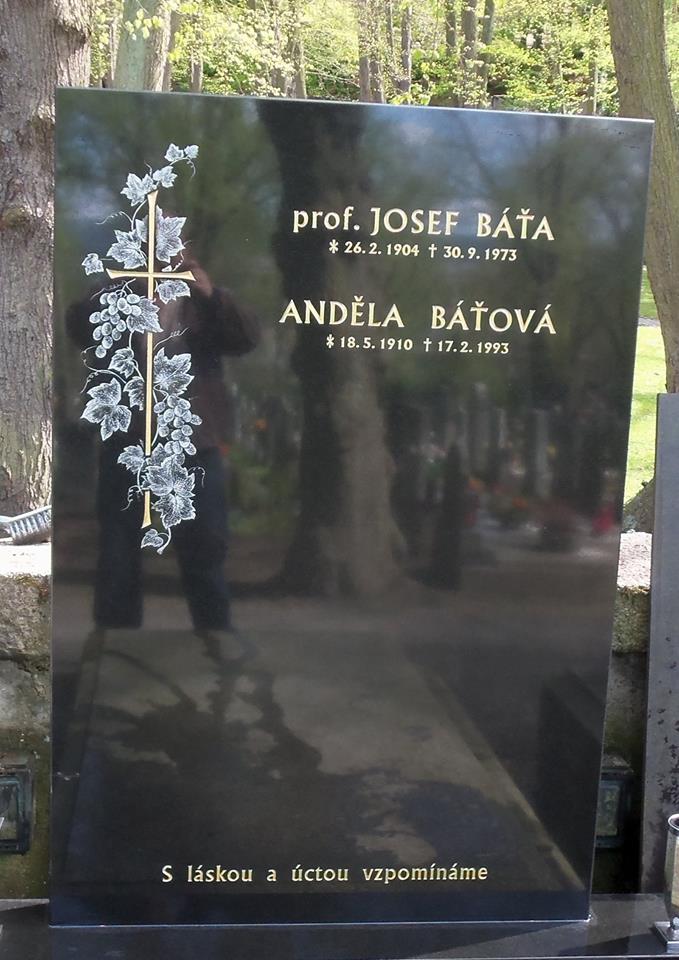 prof. JOSEF BÁŤA
* 26. 2. 1904 † 30. 9. 1973
ANDĚLA BÁŤOVÁ
* 18. 5. 1910 † 17. 2. 1993
S láskou a úctou vzpomínáme